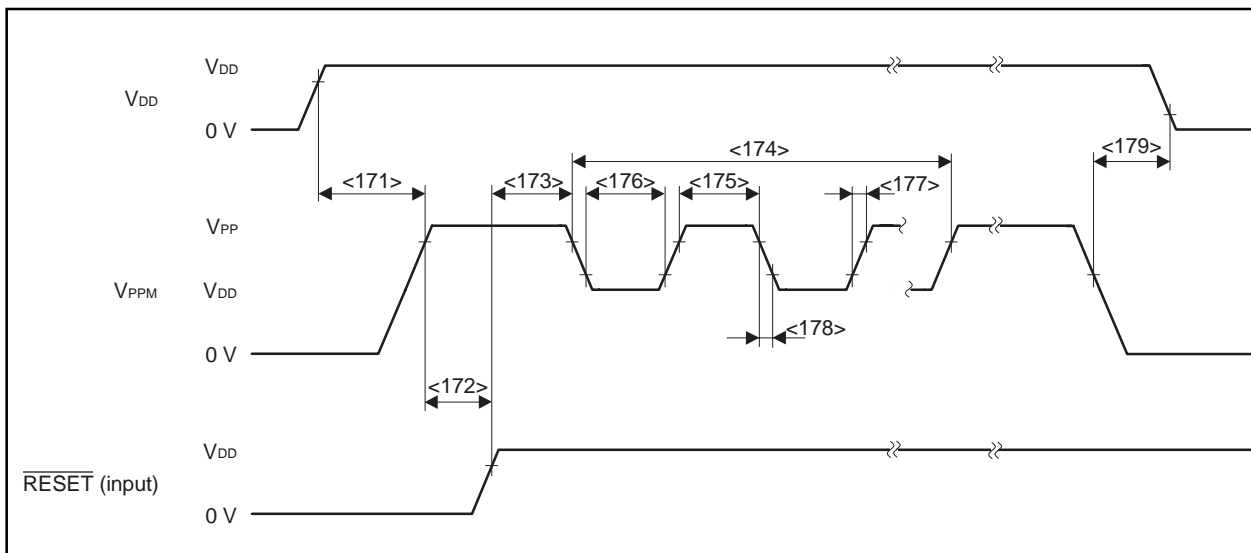 VDD
VDD
0 V
<174>
<179>
<171>
<173>
<176>
<175>
<177>
VPP
VPPM
VDD
<178>
0 V
<172>
VDD
RESET (input)
0 V